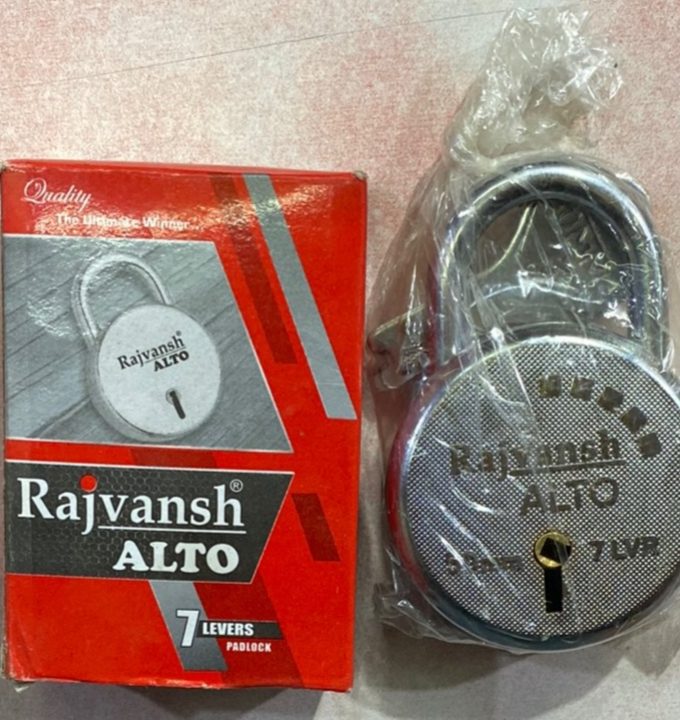 Quality
The Ultimate Winner
Rajvansh®
ALTO
Rajvansh®
ALTO
7 LEVERS
PADLOCK
Rajvansh
ALTO
7 LVR